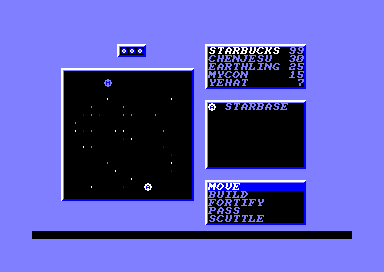 STARBUCKS 99
CHENJESU 30
EARTHLING 25
MYCON 15
YEHAT ?
STARBASE
MOVE
BUILD
FORTIFY
PASS
SCUTTLE